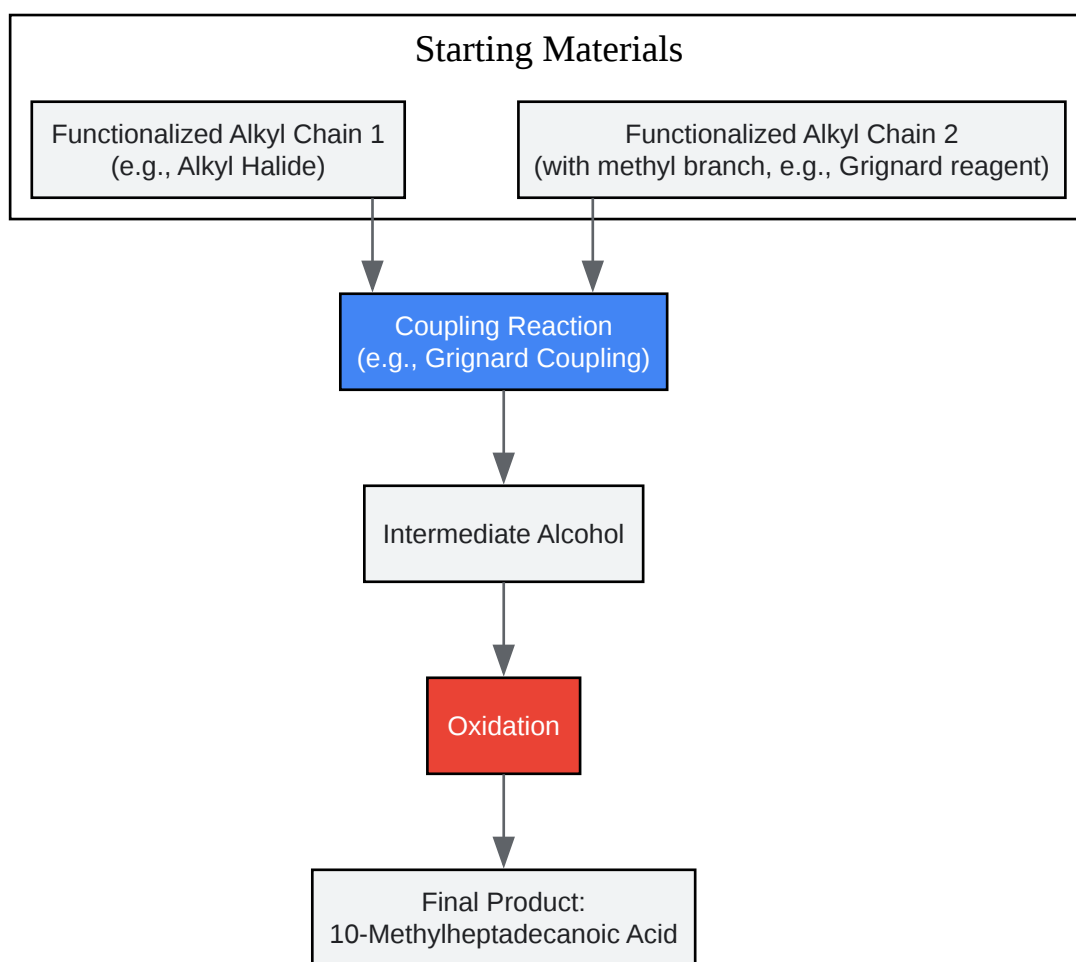 Starting Materials
Functionalized Alkyl Chain 1
(e.g., Alkyl Halide)
Functionalized Alkyl Chain 2
(with methyl branch, e.g., Grignard reagent)
Coupling Reaction
(e.g., Grignard Coupling)
Intermediate Alcohol
Oxidation
Final Product:
10-Methylheptadecanoic Acid